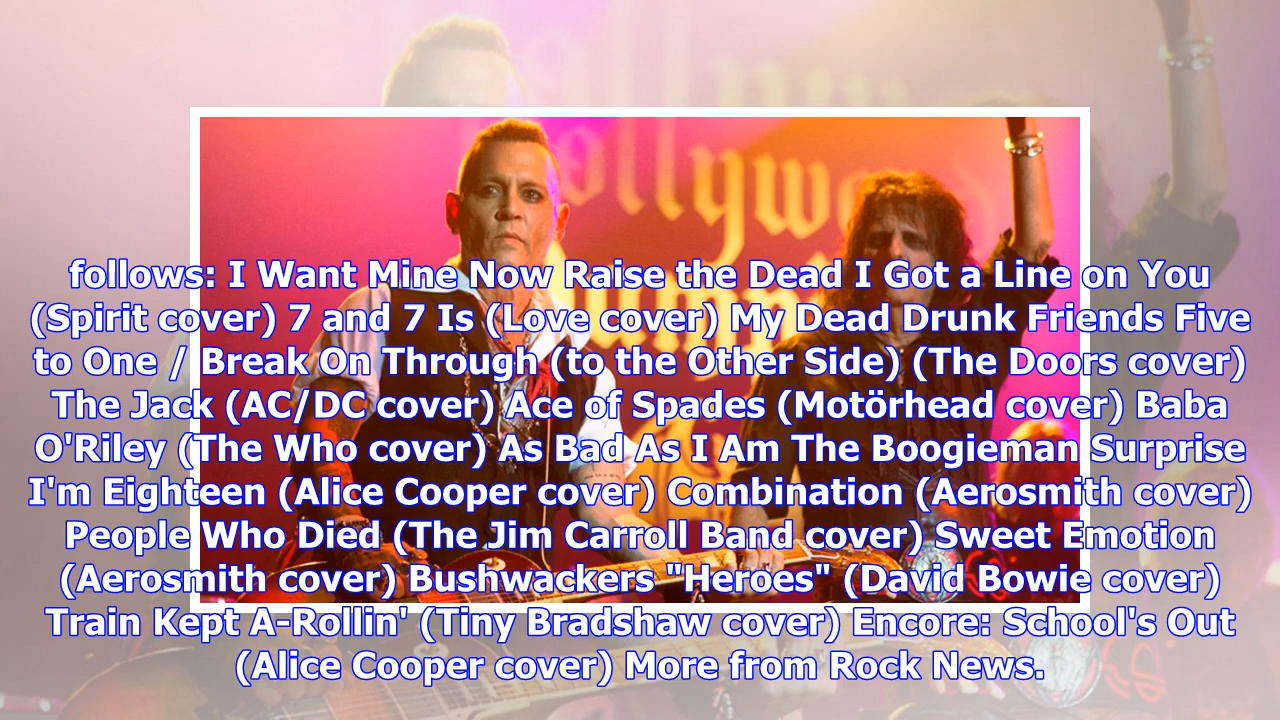 ollywo
follows: I Want Mine Now Raise the Dead I Got a Line on You
(Spirit cover) 7 and 7 Is (Love cover) My Dead Drunk Friends Five
to One / Break On Through (to the Other Side) (The Doors cover)
The Jack (AC/DC cover) Ace of Spades (Motörhead cover) Baba
O'Riley (The Who cover) As Bad As I Am The Boogieman Surprise
I'm Eighteen (Alice Cooper cover) Combination (Aerosmith cover)
People Who Died (The Jim Carroll Band cover) Sweet Emotion
(Aerosmith cover) Bushwackers "Heroes" (David Bowie cover)
Train Kept A-Rollin' (Tiny Bradshaw cover) Encore: School's Out
(Alice Cooper cover) More from Rock News.